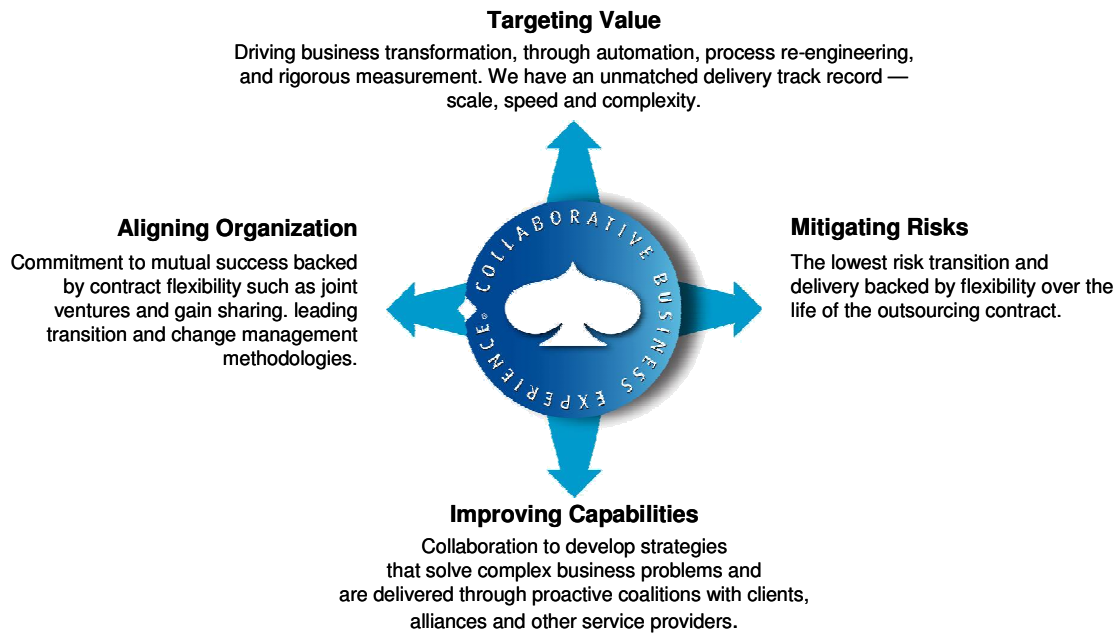 Targeting Value
Driving business transformation, through automation, process re-engineering,
and rigorous measurement. We have an unmatched delivery track record —
scale, speed and complexity.
Aligning Organization
Commitment to mutual success backed
by contract flexibility such as joint
ventures and gain sharing. leading
transition and change management
methodologies.
COLLABORATIVE BUSINESS EXPERIENCE®
Mitigating Risks
The lowest risk transition and
delivery backed by flexibility over the
life of the outsourcing contract.
Improving Capabilities
Collaboration to develop strategies
that solve complex business problems and
are delivered through proactive coalitions with clients,
alliances and other service providers.